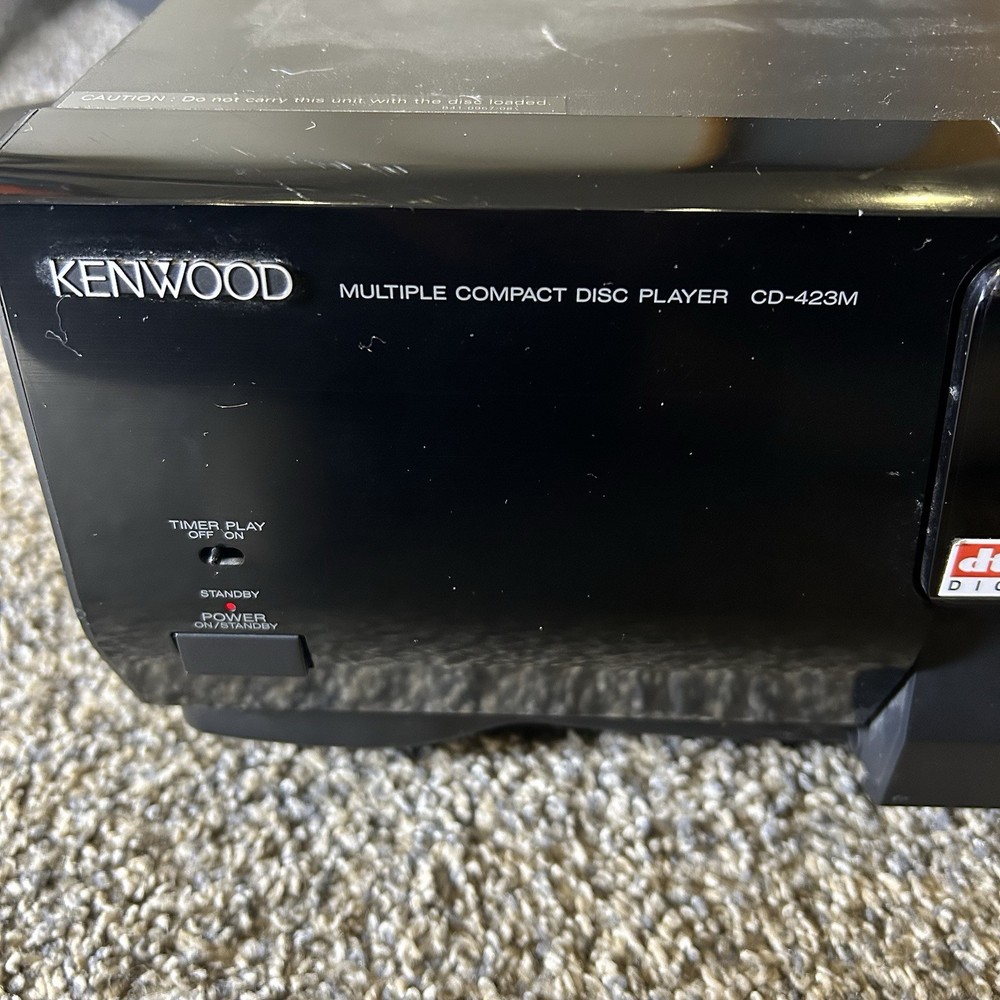 CAUTION : Do not carry this unit with the disc loaded.
KENWOOD
MULTIPLE COMPACT DISC PLAYER CD-423M
TIMER PLAY
OFF ON
STANDBY
POWER
ON/STANDBY